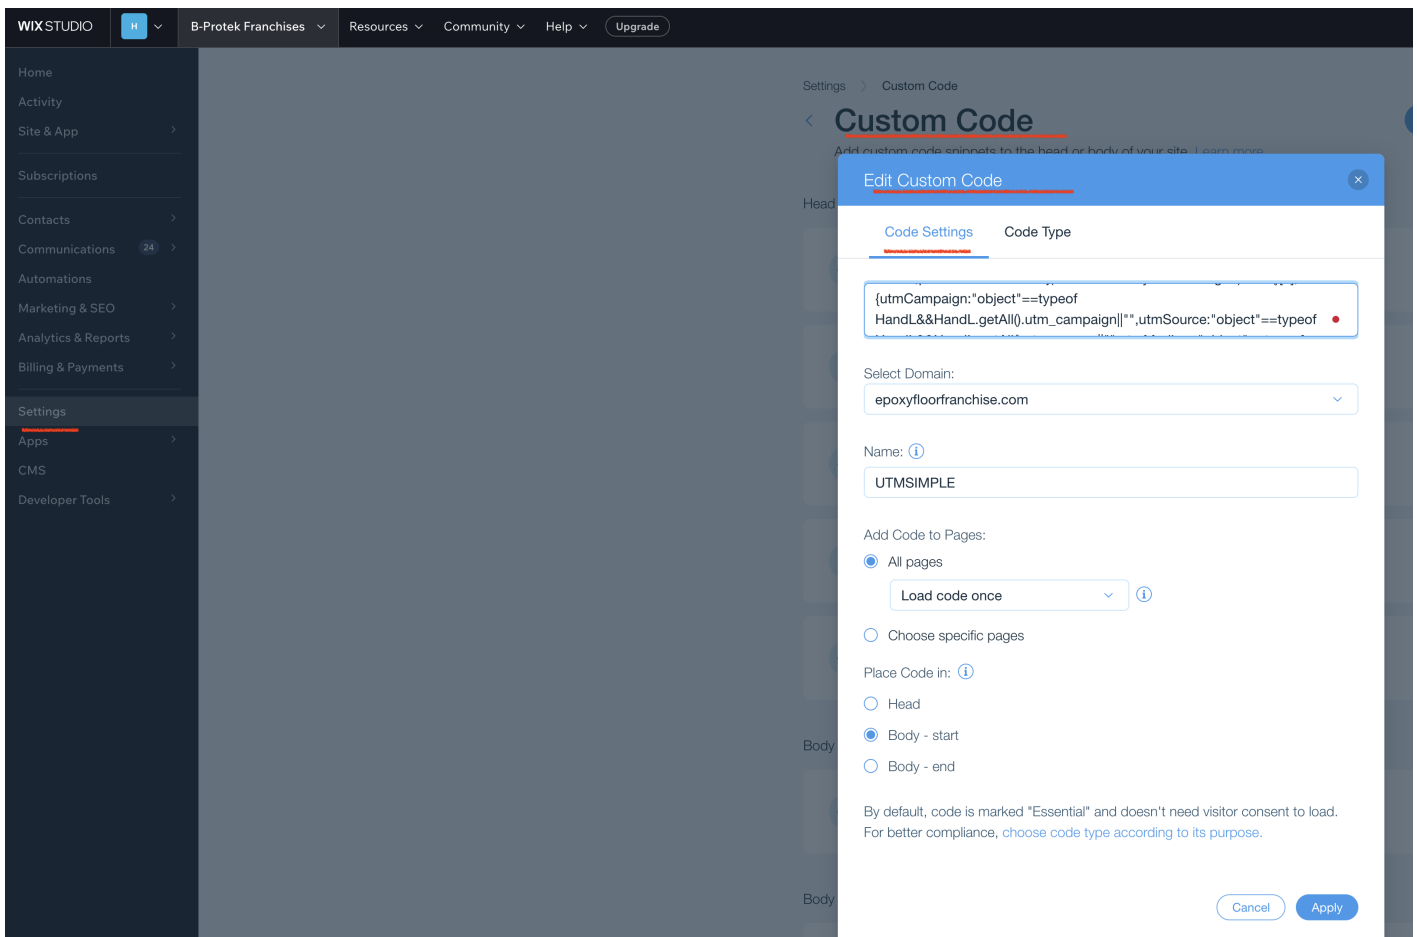 WIX STUDIO
H
B-Protek Franchises
Resources
Community
Help
Upgrade
Home
Activity
Site & App
Subscriptions
Contacts
Communications 24
Automations
Marketing & SEO
Analytics & Reports
Billing & Payments
Settings
Apps
CMS
Developer Tools
Settings > Custom Code
Custom Code
Add custom code snippets to the head or body of your site. Learn more
Head
Body
Body
Edit Custom Code
Code Settings
Code Type
{utmCampaign:"object"==typeof
HandL&&HandL.getAll().utm_campaign||"",utmSource:"object"==typeof
Select Domain:
epoxyfloorfranchise.com
Name:
UTMSIMPLE
Add Code to Pages:
All pages
Load code once
Choose specific pages
Place Code in:
Head
Body - start
Body - end
By default, code is marked "Essential" and doesn't need visitor consent to load.
For better compliance, choose code type according to its purpose.
Cancel
Apply